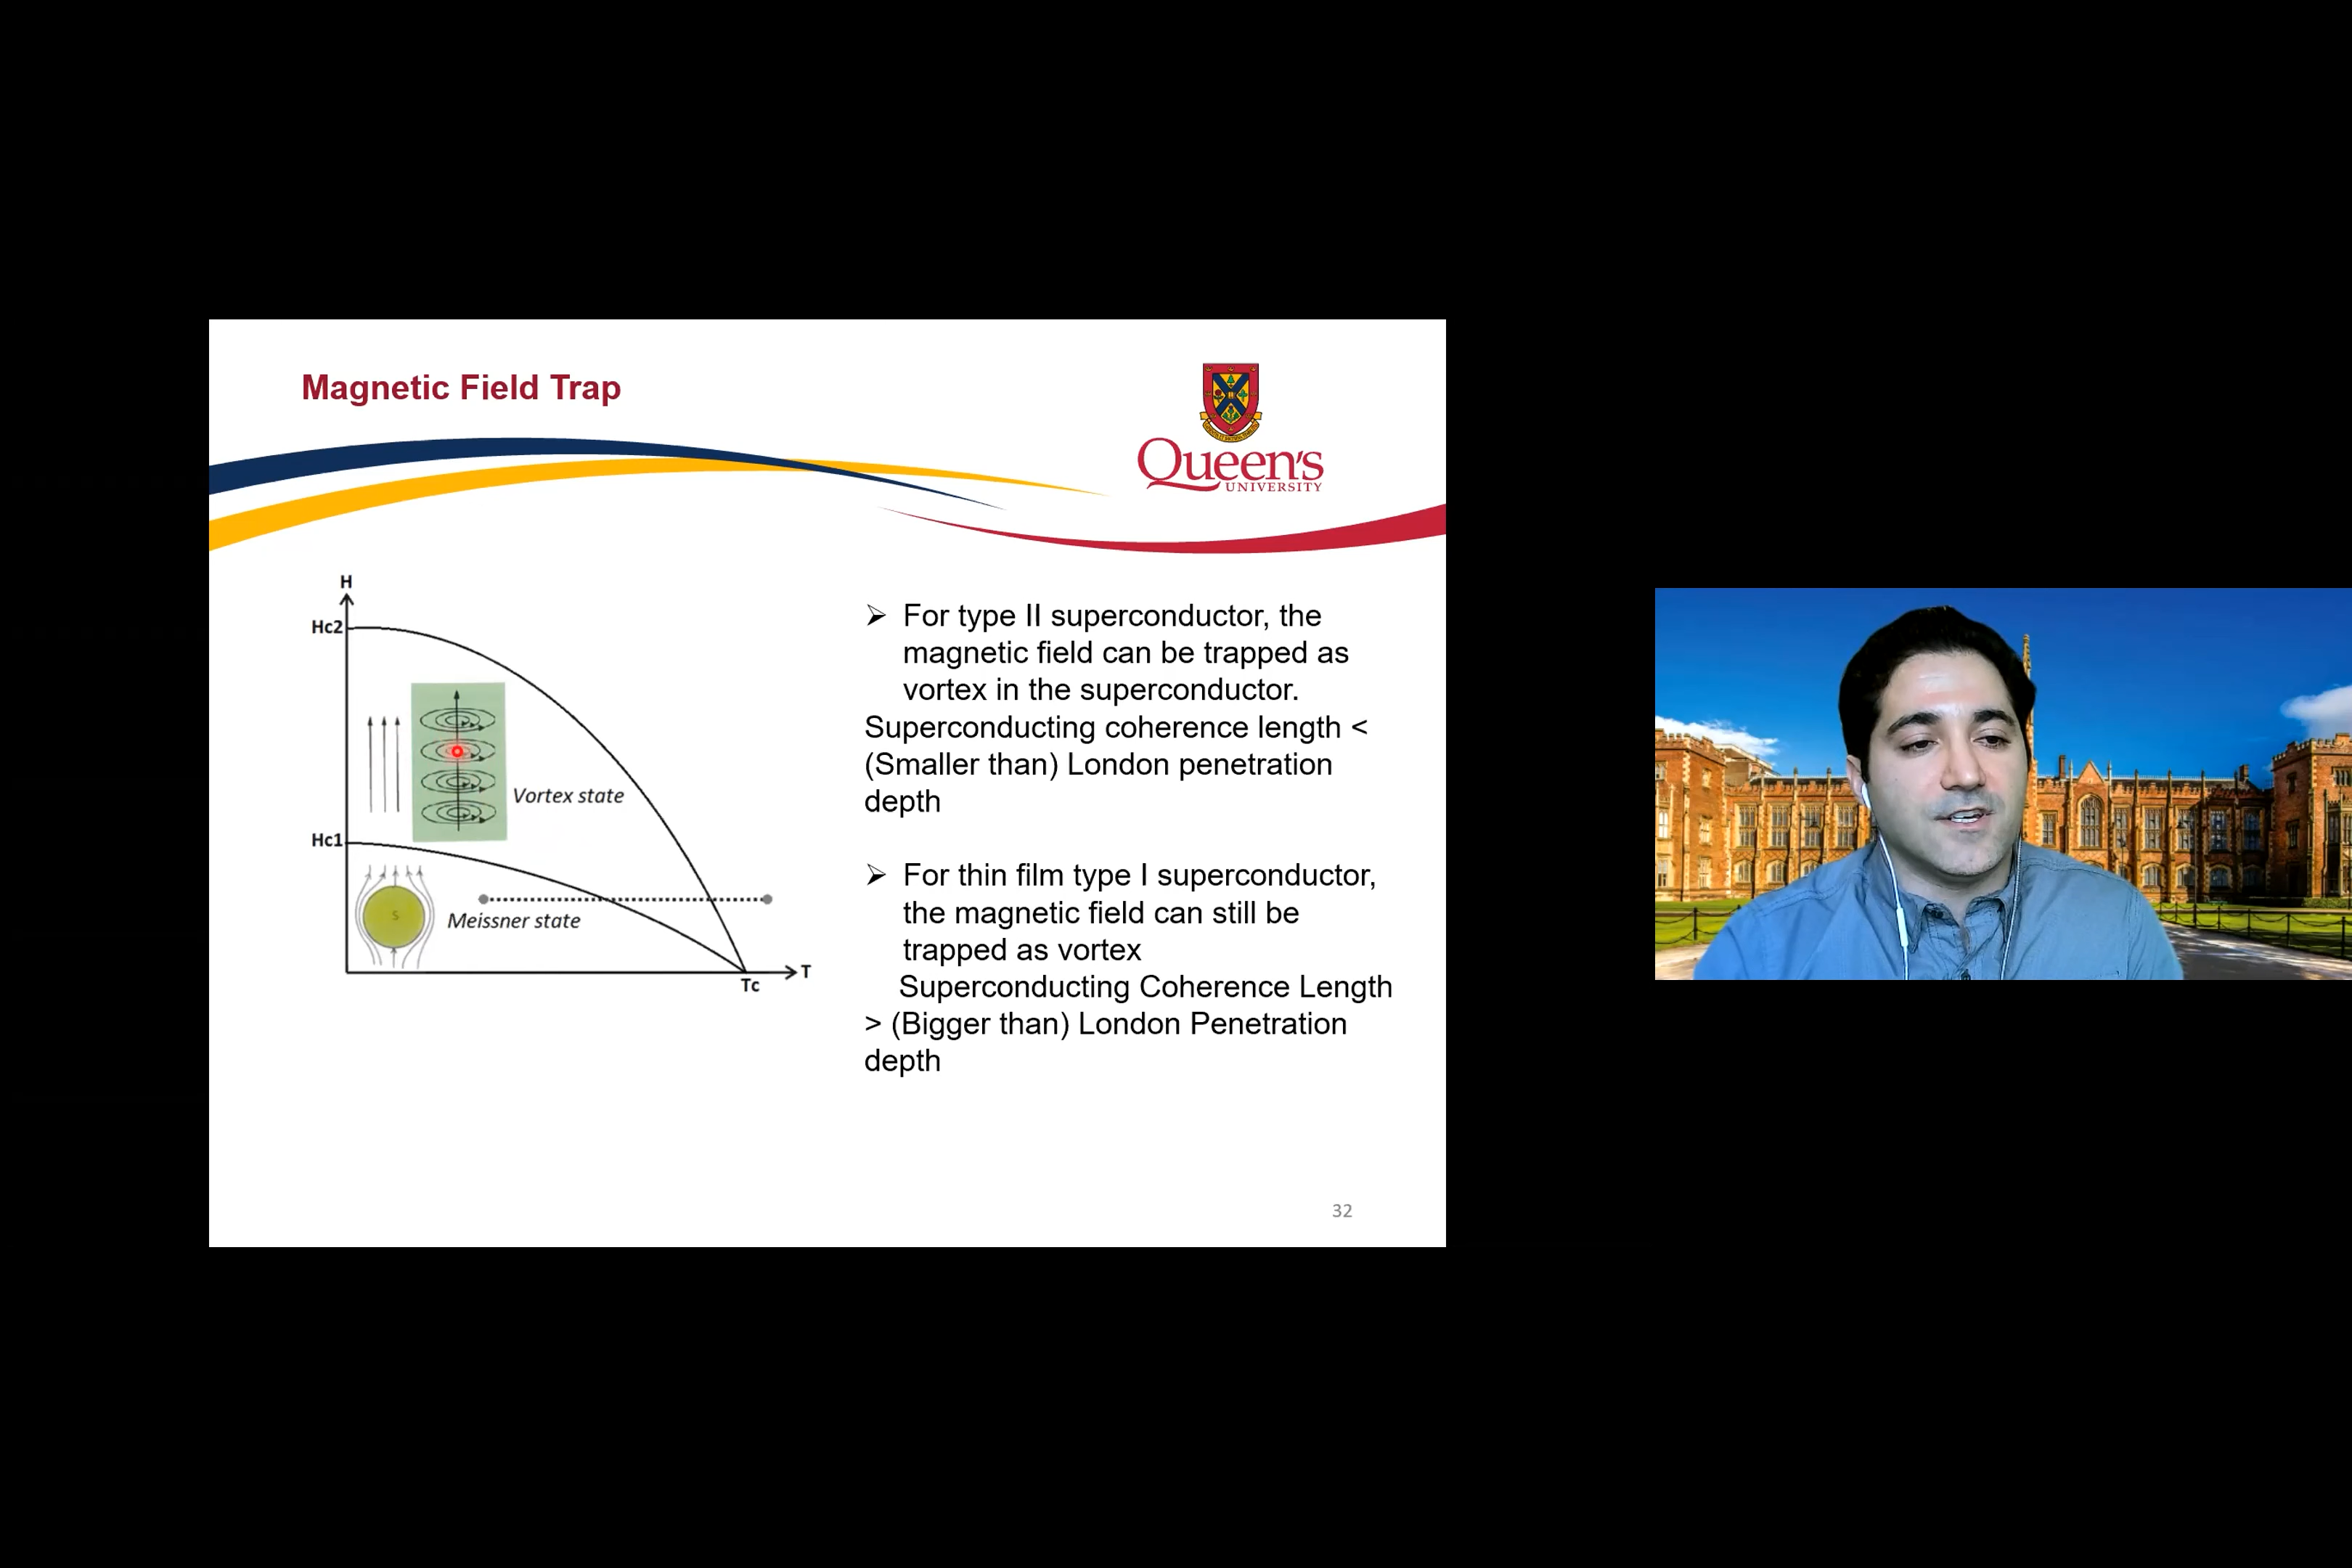 Magnetic Field Trap
Queen's
UNIVERSITY
H
Hc2
Vortex state
Hc1
S
Meissner state
T
Tc
➢ For type II superconductor, the
magnetic field can be trapped as
vortex in the superconductor.
Superconducting coherence length <
(Smaller than) London penetration
depth
➢ For thin film type I superconductor,
the magnetic field can still be
trapped as vortex
Superconducting Coherence Length
> (Bigger than) London Penetration
depth
32